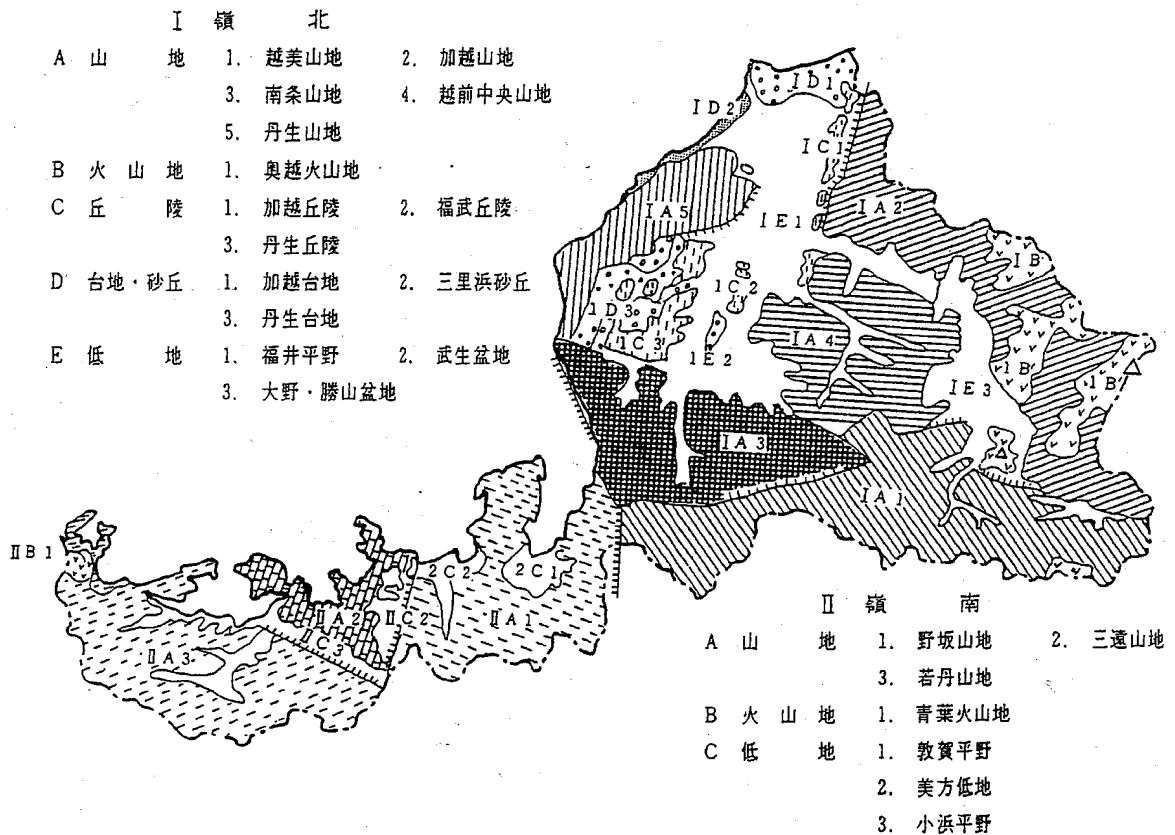 Ⅰ 嶺 北
A 山 地 1. 越美山地 2. 加越山地
3. 南条山地 4. 越前中央山地
5. 丹生山地
B 火 山 地 1. 奥越火山地
C 丘 陵 1. 加越丘陵 2. 福武丘陵
3. 丹生丘陵
D 台地・砂丘 1. 加越台地 2. 三里浜砂丘
3. 丹生台地
E 低 地 1. 福井平野 2. 武生盆地
3. 大野・勝山盆地
ⅠD1
ⅠD2
ⅠC1
ⅠA2
ⅠA5
ⅠE1
ⅠB
1C2
1D3
1C3
1E2
ⅠA4
1B
1B
ⅠE3
ⅠA3
ⅠA1
ⅡB1
2C2
2C1
ⅡA2
ⅡC2
ⅡA1
ⅡC3
ⅡA3
Ⅱ 嶺 南
A 山 地 1. 野坂山地 2. 三遠山地
3. 若丹山地
B 火 山 地 1. 青葉火山地
C 低 地 1. 敦賀平野
2. 美方低地
3. 小浜平野